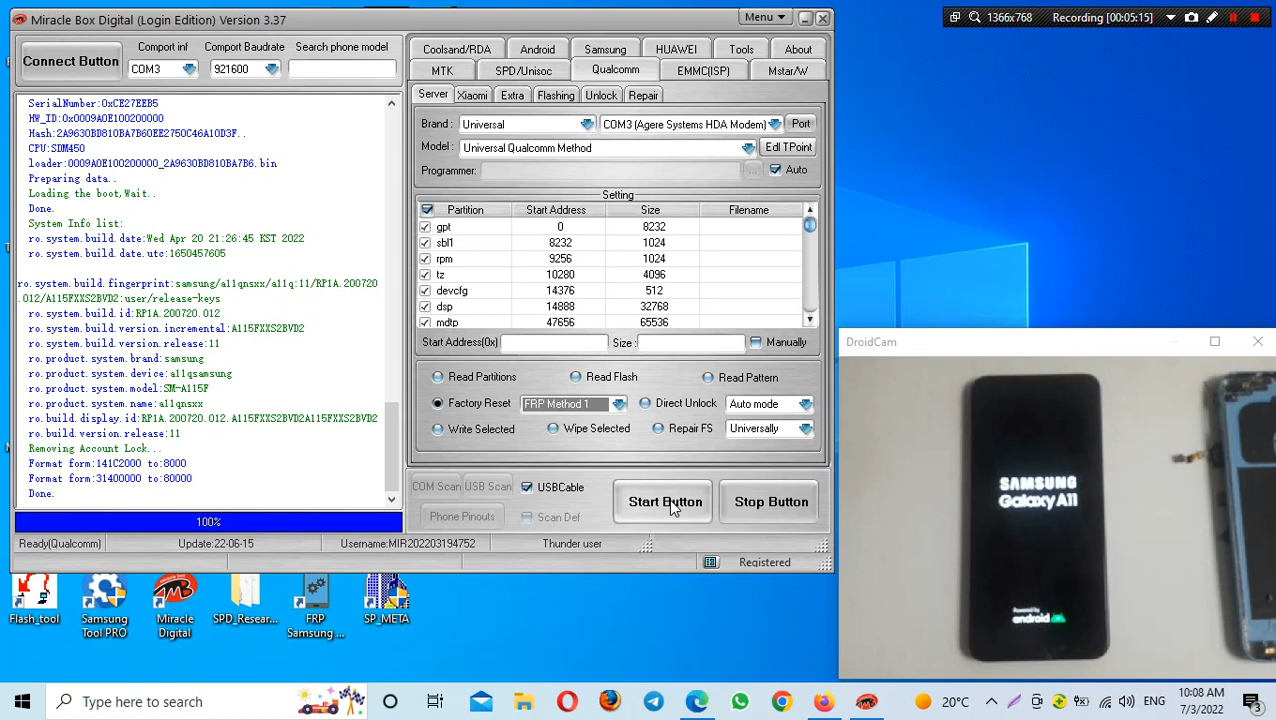 Miracle Box Digital (Login Edition) Version 3.37
Menu
1366x768
Recording [05:15]
Connect Button
Comport inf
Comport Baudrate
Search phone model
COM3
921600
Coolsand/RDA
Android
Samsung
HUAWEI
Tools
About
MTK
SPD/Unisoc
Qualcomm
EMMC(ISP)
Mstar/W
Server
Xiaomi
Extra
Flashing
Unlock
Repair
SerialNumber:0xCE27EEB5
HW_ID:0x0009A0E100200000
Hash:2A9630BD810BA7B60EE2750C46A10D3F..
CPU:SDM450
loader:0009A0E100200000_2A9630BD810BA7B6.bin
Preparing data..
Loading the boot,Wait..
Done.
System Info list:
ro.system.build.date:Wed Apr 20 21:26:45 KST 2022
ro.system.build.date.utc:1650457605
ro.system.build.fingerprint:samsung/a11qnsxx/a11q:11/RP1A.200720
.012/A115FXXS2BVD2:user/release-keys
ro.system.build.id:RP1A.200720.012
ro.system.build.version.incremental:A115FXXS2BVD2
ro.system.build.version.release:11
ro.product.system.brand:samsung
ro.product.system.device:a11qsamsung
ro.product.system.model:SM-A115F
ro.product.system.name:a11qnsxx
ro.build.display.id:RP1A.200720.012.A115FXXS2BVD2A115FXXS2BVD2
ro.build.version.release:11
Removing Account Lock...
Format form:141C2000 to:8000
Format form:31400000 to:80000
Done.
100%
Brand :
Universal
COM3 (Agere Systems HDA Modem)
Port
Model :
Universal Qualcomm Method
Edl TPoint
Programmer:
Auto
Setting
Partition Start Address Size Filename
gpt 0 8232
sbl1 8232 1024
rpm 9256 1024
tz 10280 4096
devcfg 14376 512
dsp 14888 32768
mdtp 47656 65536
Start Address(0x) Size : Manually
Read Partitions Read Flash Read Pattern
Factory Reset FRP Method 1 Direct Unlock Auto mode
Write Selected Wipe Selected Repair FS Universally
COM Scan USB Scan USBCable
Start Button
Stop Button
Phone Pinouts Scan Def
Ready(Qualcomm) Update:22-06-15 Username:MIR202203194752 Thunder user
Registered
DroidCam
SAMSUNG
Galaxy A11
Powered by
android
Flash_tool
Samsung
Tool PRO
Miracle
Digital
SPD_Resear...
FRP
Samsung ...
SP_META
Type here to search
20°C
ENG
10:08 AM
7/3/2022
3